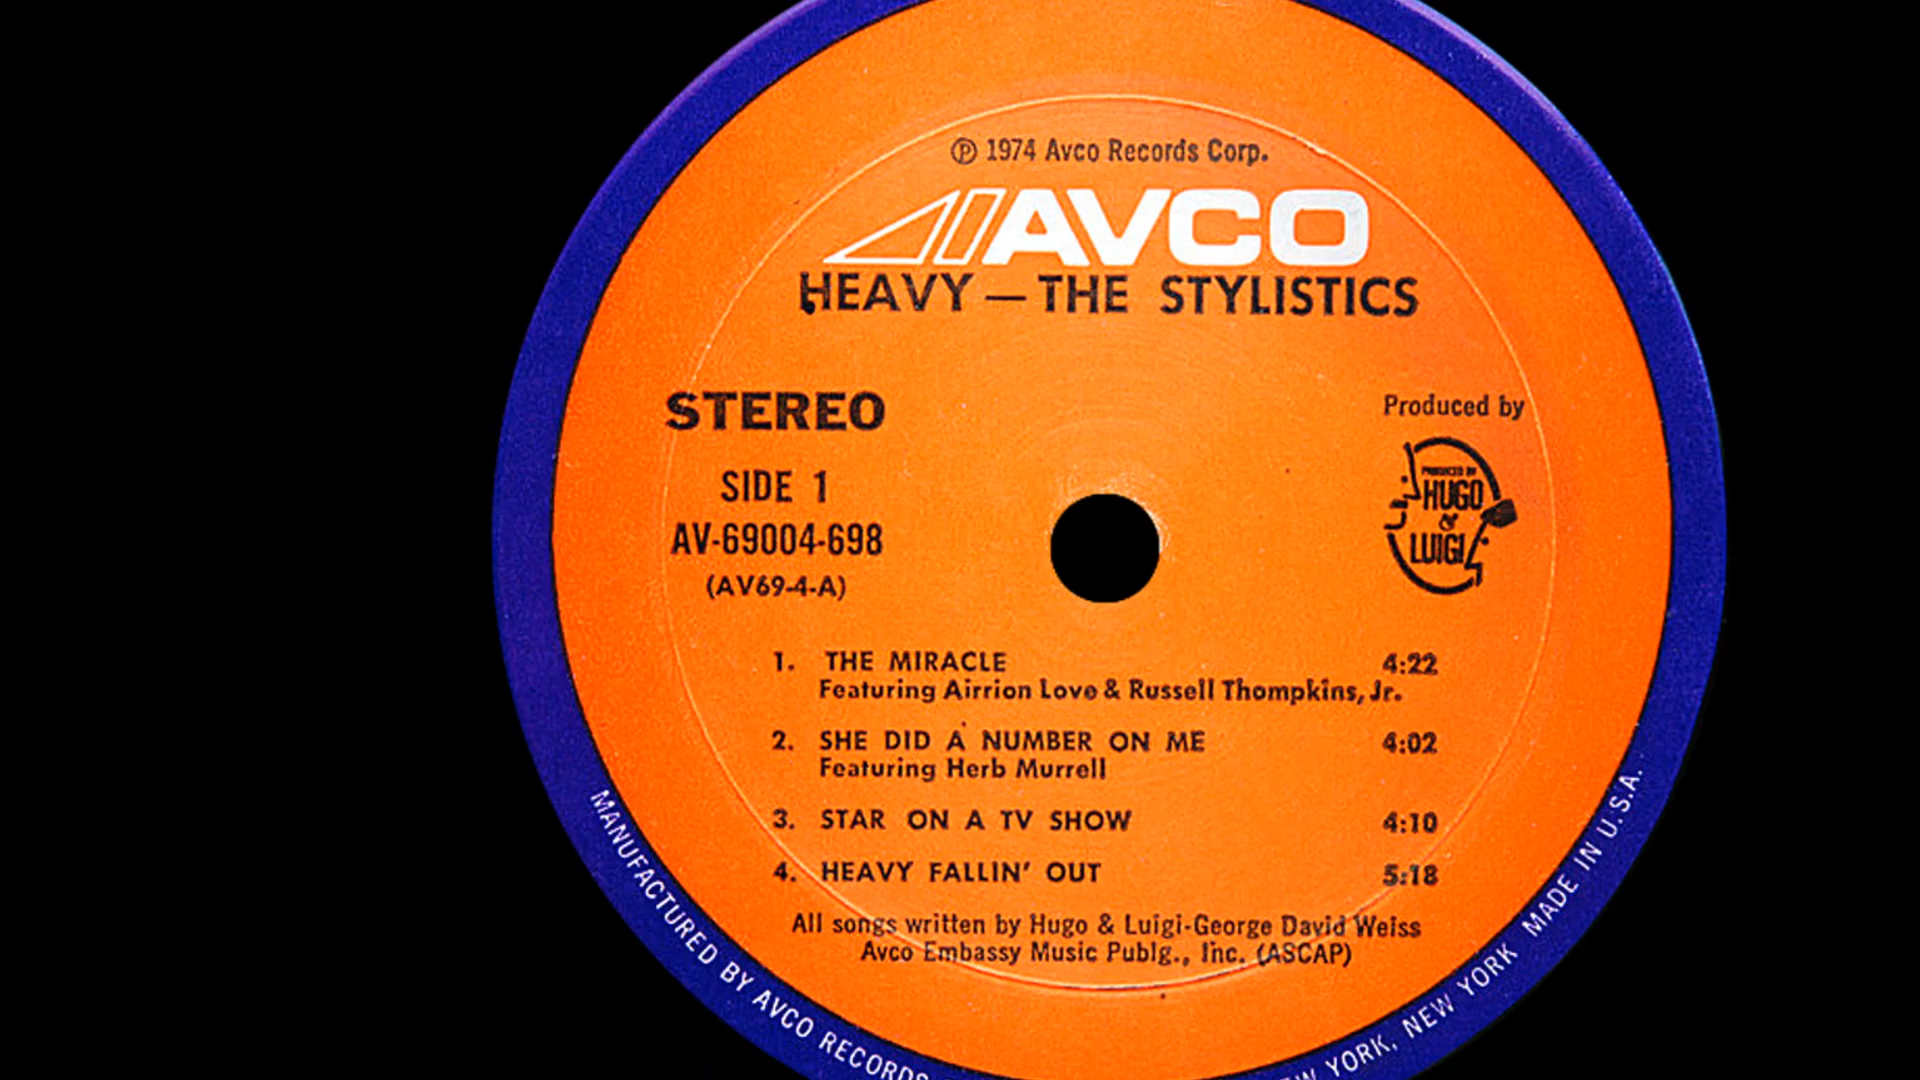 ℗ 1974 Avco Records Corp.
AVCO
HEAVY — THE STYLISTICS
STEREO
SIDE 1
AV-69004-698
(AV69-4-A)
Produced by
PRODUCED BY
HUGO
&
LUIGI
1. THE MIRACLE 4:22
Featuring Airrion Love & Russell Thompkins, Jr.
2. SHE DID A NUMBER ON ME 4:02
Featuring Herb Murrell
3. STAR ON A TV SHOW 4:10
4. HEAVY FALLIN' OUT 5:18
All songs written by Hugo & Luigi-George David Weiss
Avco Embassy Music Publg., Inc. (ASCAP)
MANUFACTURED BY AVCO RECORDS
YORK, NEW YORK MADE IN U.S.A.